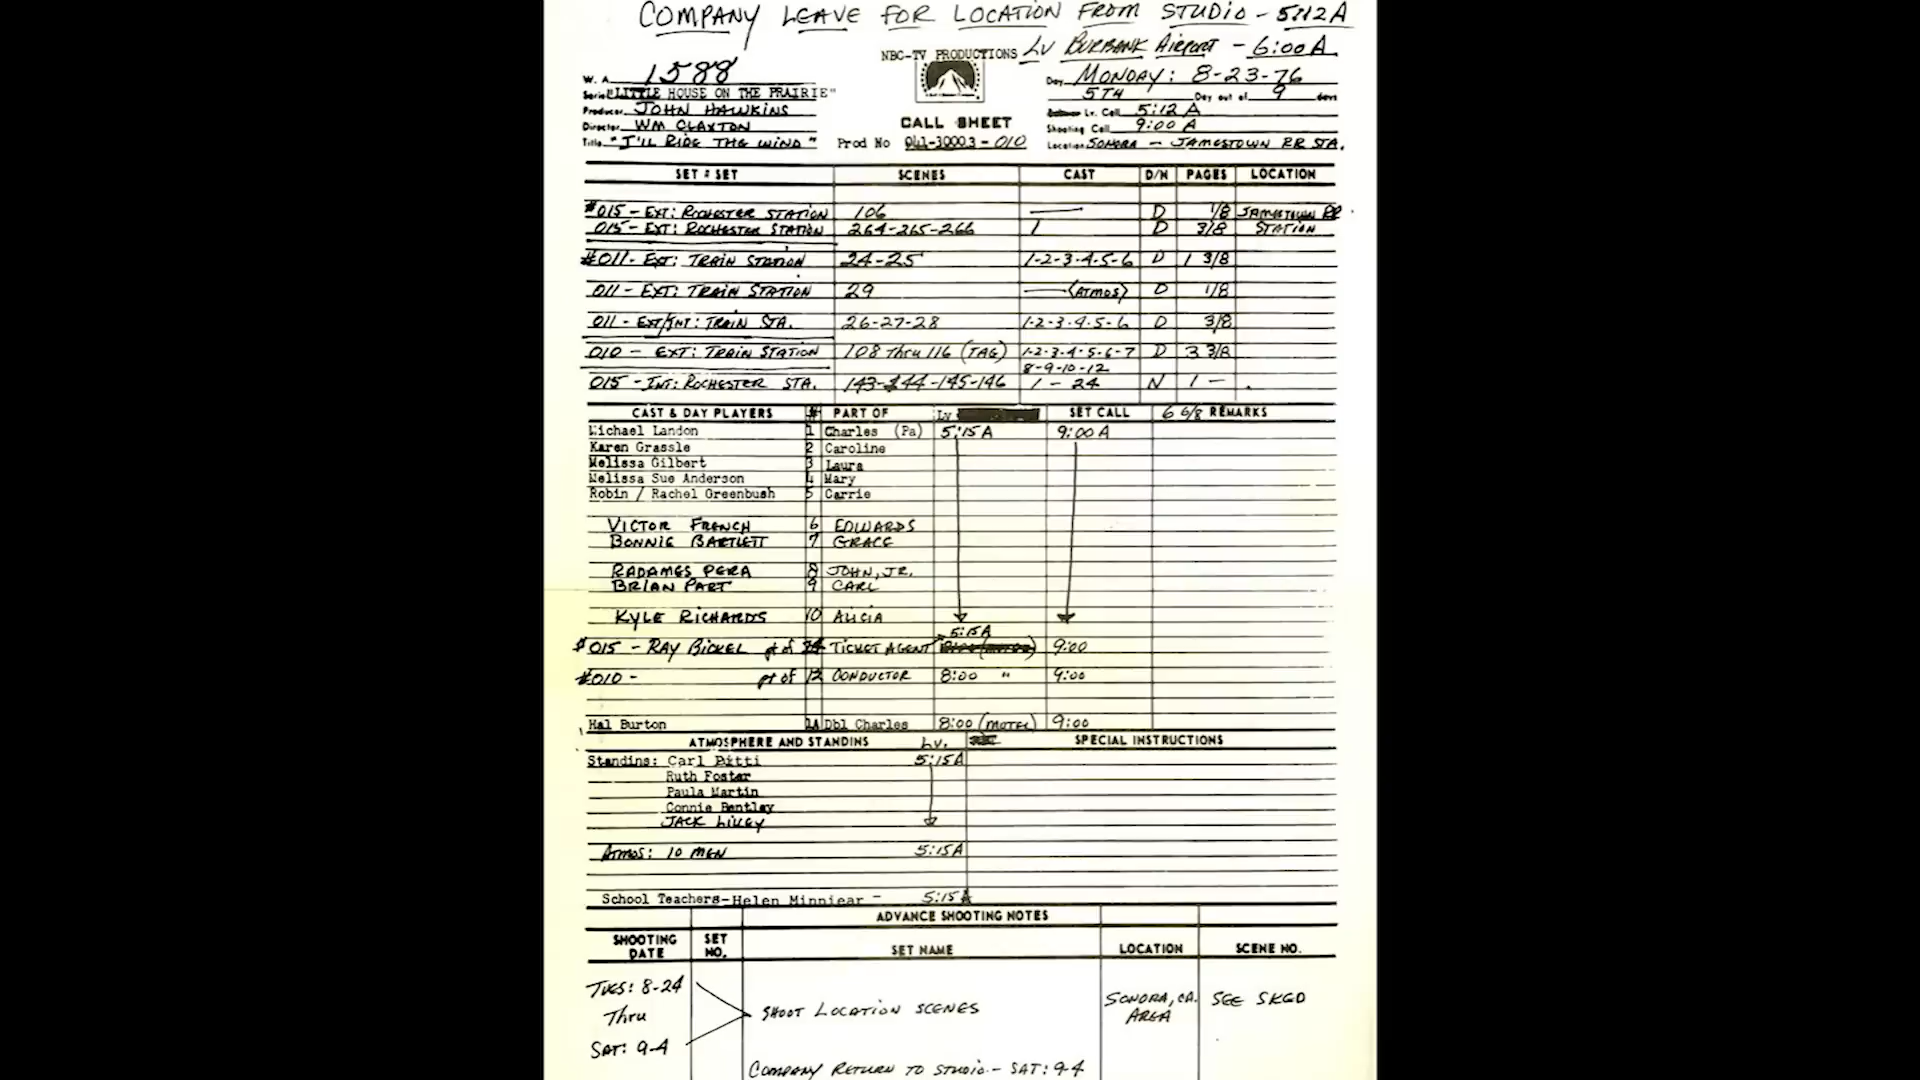 COMPANY LEAVE FOR LOCATION FROM STUDIO - 5:12 A
NBC-TV PRODUCTIONS LV BURBANK AIRPORT - 6:00 A
W. A. 1588 Day MONDAY: 8-23-76
Series "LITTLE HOUSE ON THE PRAIRIE" 5TH Day out of 9 days
Producer JOHN HAWKINS Lv. Call 5:12 A
Director WM CLAXTON CALL SHEET Shooting Call 9:00 A
Title "I'LL RIDE THE WIND" Prod No 041-30003-010 Location SONORA - JAMESTOWN RR STA.
SET # SET SCENES CAST D/N PAGES LOCATION
#015 - EXT: ROCHESTER STATION 106 — D 1/8 JAMESTOWN RR
015 - EXT: ROCHESTER STATION 264-265-266 1 D 3/8 STATION
#011 - EXT: TRAIN STATION 24-25 1-2-3-4-5-6 D 1 3/8
011 - EXT: TRAIN STATION 29 — (ATMOS) D 1/8
011 - EXT/INT: TRAIN STA. 26-27-28 1-2-3-4-5-6 D 3/8
010 - EXT: TRAIN STATION 108 Thru 116 (TAG) 1-2-3-4-5-6-7 D 3 3/8
8-9-10-12
015 - INT: ROCHESTER STA. 143-144-145-146 1 - 24 N 1 -
CAST & DAY PLAYERS # PART OF Lv SET CALL 6 6/8 REMARKS
Michael Landon 1 Charles (Pa) 5:15 A 9:00 A
Karen Grassle 2 Caroline
Melissa Gilbert 3 Laura
Melissa Sue Anderson 4 Mary
Robin / Rachel Greenbush 5 Carrie
VICTOR FRENCH 6 EDWARDS
BONNIE BARTLETT 7 GRACE
RADAMES PERA 8 JOHN, JR.
BRIAN PART 9 CARL
KYLE RICHARDS 10 ALICIA
5:15 A
#015 - RAY BICKEL pt of 24 TICKET AGENT 9:00
#010 - pt of 12 CONDUCTOR 8:00 " 9:00
Hal Burton 1A Dbl Charles 8:00 (MOTEL) 9:00
ATMOSPHERE AND STANDINS Lv. SPECIAL INSTRUCTIONS
Standins: Carl Pitti 5:15A
Ruth Foster
Paula Martin
Connie Bentley
JACK LILLEY
ATMOS: 10 MEN 5:15A
School Teachers-Helen Minniear - 5:15A
ADVANCE SHOOTING NOTES
SHOOTING DATE SET NO. SET NAME LOCATION SCENE NO.
TUES: 8-24 Thru SAT: 9-4 SHOOT LOCATION SCENES SONORA, CA. AREA SEE SKED
COMPANY RETURN TO STUDIO - SAT: 9-4